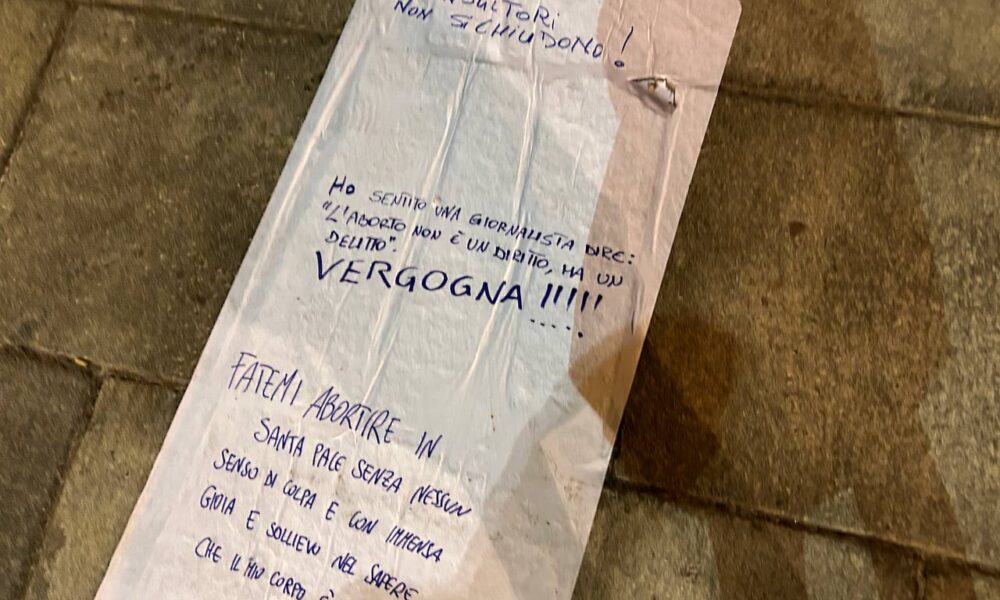 NON SI CHIUDONO!
HO SENTITO UNA GIORNALISTA DIRE:
"L'ABORTO NON È UN DIRITTO, HA UN
DELITTO".
VERGOGNA !!!!!
FATEMI ABORTIRE IN
SANTA PACE SENZA NESSUN
SENSO DI COLPA E CON IMMENSA
GIOIA E SOLLIEVO NEL SAPERE
CHE IL MIO CORPO È